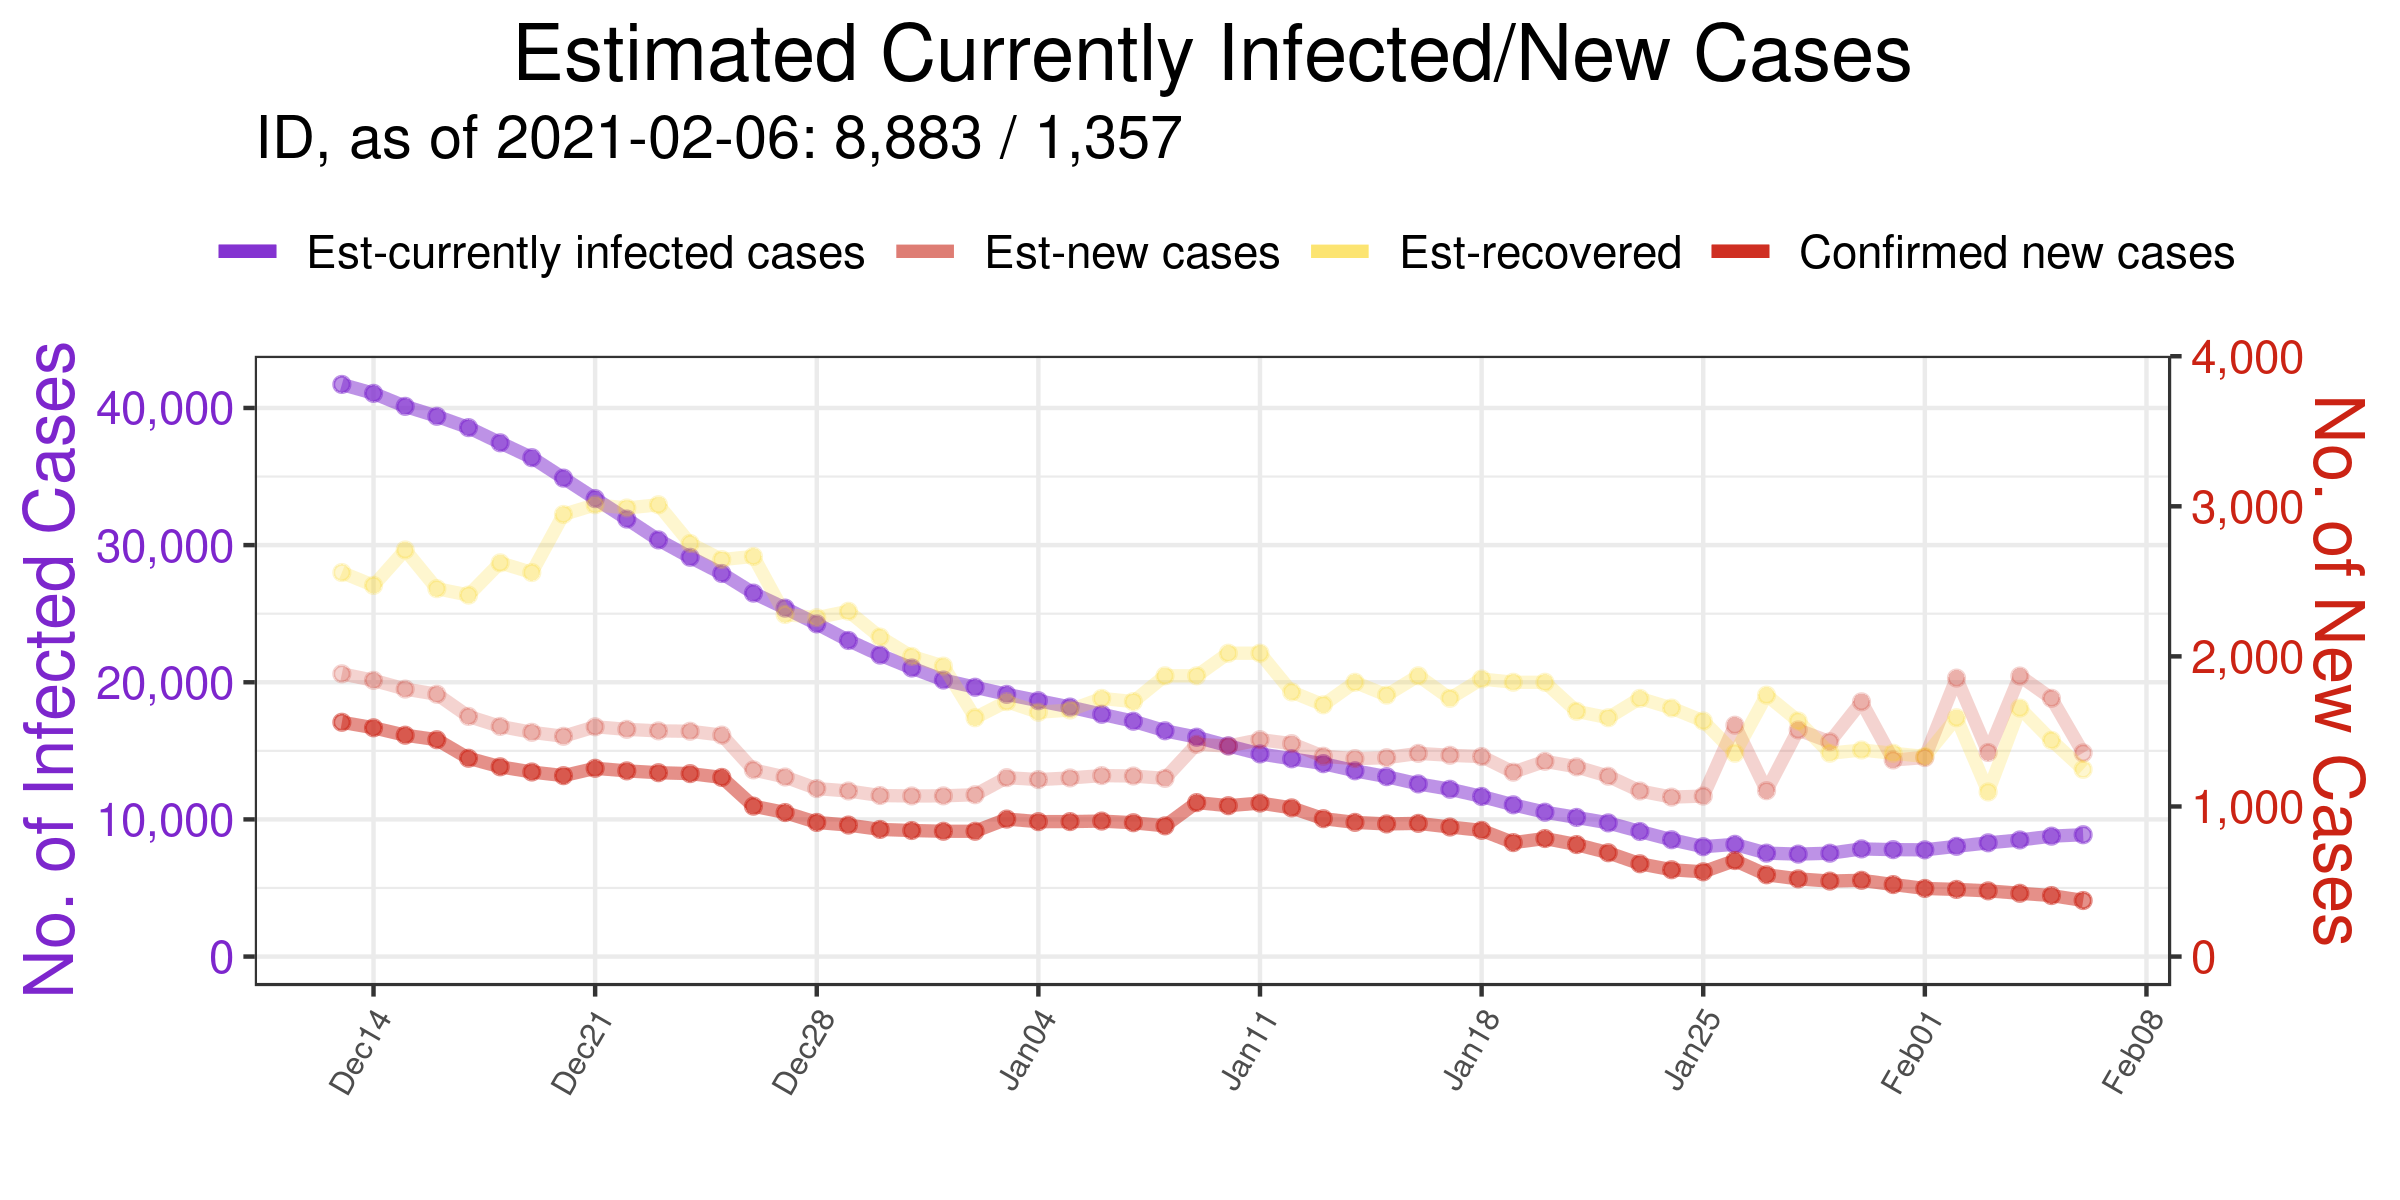 Estimated Currently Infected/New Cases
ID, as of 2021-02-06: 8,883 / 1,357
Est-currently infected cases Est-new cases Est-recovered Confirmed new cases
No. of Infected Cases
40,000
30,000
20,000
10,000
0
4,000
3,000
2,000
1,000
0
No. of New Cases
Dec14 Dec21 Dec28 Jan04 Jan11 Jan18 Jan25 Feb01 Feb08